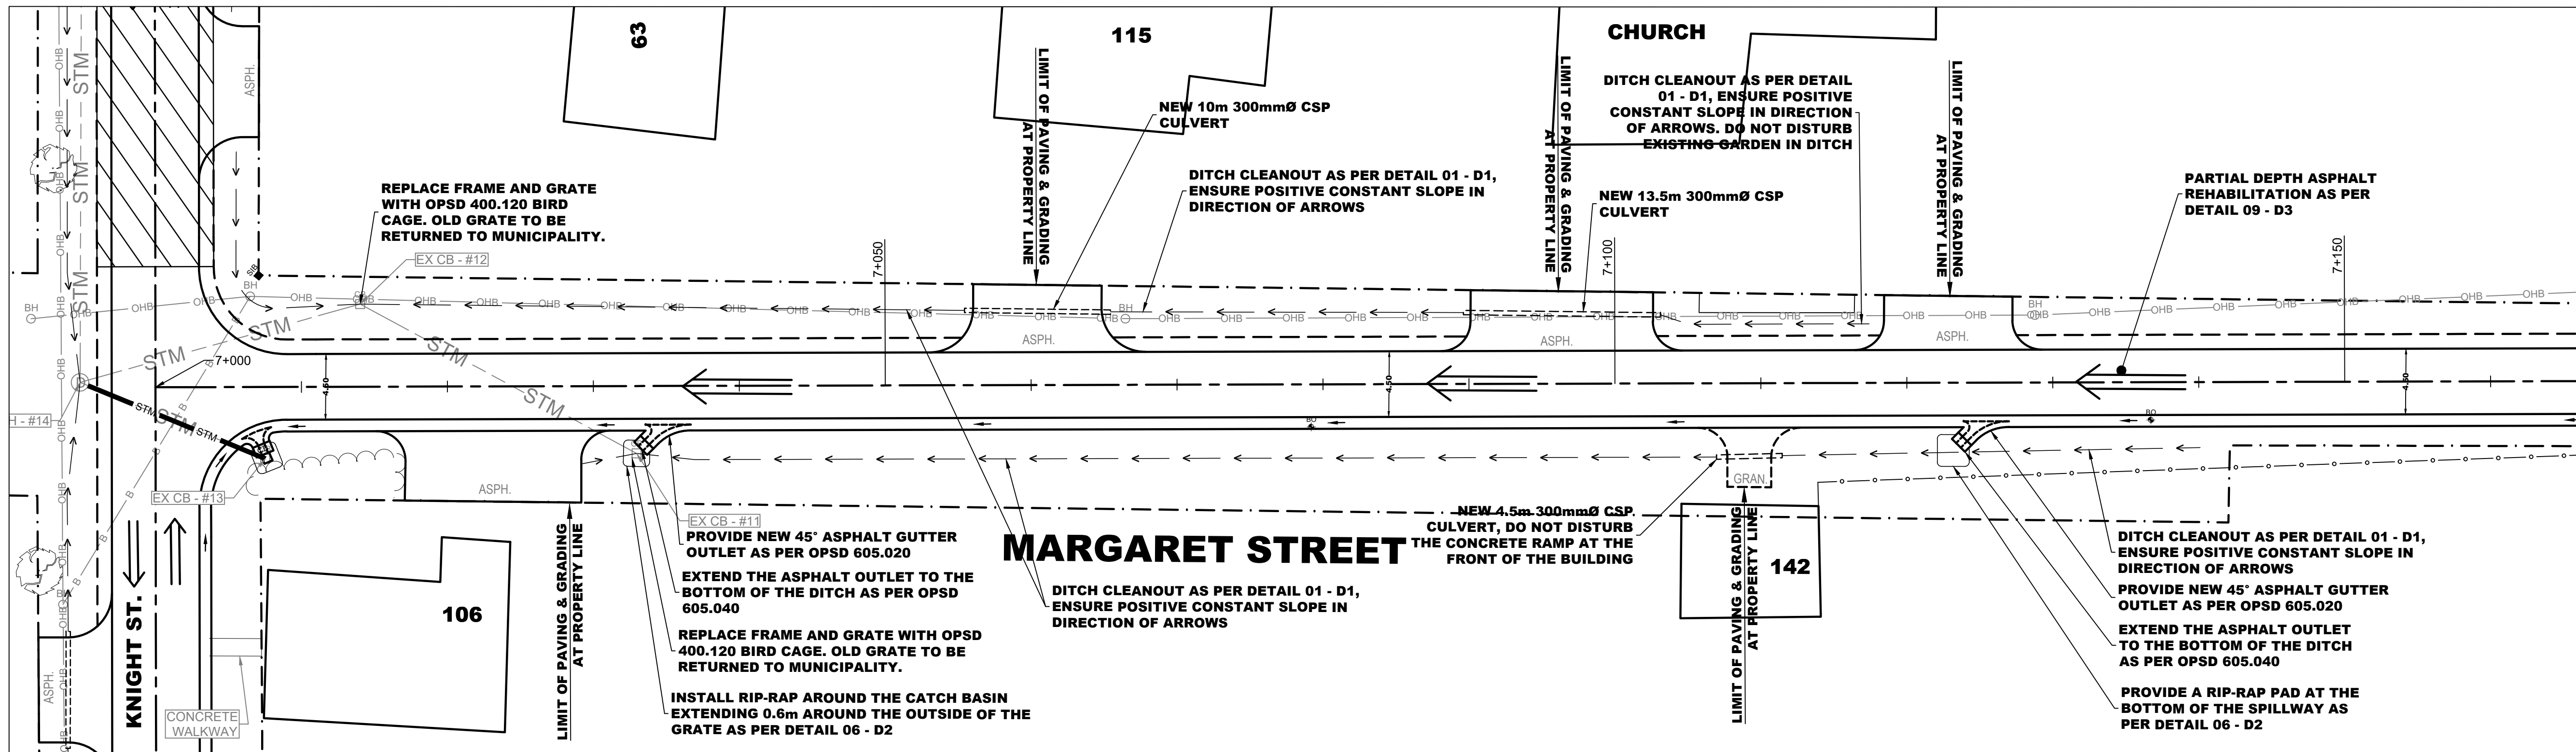 63
115
CHURCH
ASPH.
LIMIT OF PAVING & GRADING
AT PROPERTY LINE
NEW 10m 300mmØ CSP
CULVERT
LIMIT OF PAVING & GRADING
AT PROPERTY LINE
DITCH CLEANOUT AS PER DETAIL
01 - D1, ENSURE POSITIVE
CONSTANT SLOPE IN DIRECTION
OF ARROWS. DO NOT DISTURB
EXISTING GARDEN IN DITCH
LIMIT OF PAVING & GRADING
AT PROPERTY LINE
REPLACE FRAME AND GRATE
WITH OPSD 400.120 BIRD
CAGE. OLD GRATE TO BE
RETURNED TO MUNICIPALITY.
DITCH CLEANOUT AS PER DETAIL 01 - D1,
ENSURE POSITIVE CONSTANT SLOPE IN
DIRECTION OF ARROWS
NEW 13.5m 300mmØ CSP
CULVERT
PARTIAL DEPTH ASPHALT
REHABILITATION AS PER
DETAIL 09 - D3
EX CB - #12
7+050
7+100
7+150
SIB
BH
BH
BH
BH
OHB
STM
STM
STM
STM
STM
STM
STM
ASPH.
ASPH.
ASPH.
7+000
4.50
4.50
4.50
H - #14
STM
STM
STM
B
B
B
BO
BO
EX CB - #13
ASPH.
GRAN.
EX CB - #11
PROVIDE NEW 45° ASPHALT GUTTER
OUTLET AS PER OPSD 605.020
EXTEND THE ASPHALT OUTLET TO THE
BOTTOM OF THE DITCH AS PER OPSD
605.040
REPLACE FRAME AND GRATE WITH OPSD
400.120 BIRD CAGE. OLD GRATE TO BE
RETURNED TO MUNICIPALITY.
INSTALL RIP-RAP AROUND THE CATCH BASIN
EXTENDING 0.6m AROUND THE OUTSIDE OF THE
GRATE AS PER DETAIL 06 - D2
MARGARET STREET
DITCH CLEANOUT AS PER DETAIL 01 - D1,
ENSURE POSITIVE CONSTANT SLOPE IN
DIRECTION OF ARROWS
NEW 4.5m 300mmØ CSP
CULVERT, DO NOT DISTURB
THE CONCRETE RAMP AT THE
FRONT OF THE BUILDING
LIMIT OF PAVING & GRADING
AT PROPERTY LINE
142
DITCH CLEANOUT AS PER DETAIL 01 - D1,
ENSURE POSITIVE CONSTANT SLOPE IN
DIRECTION OF ARROWS
PROVIDE NEW 45° ASPHALT GUTTER
OUTLET AS PER OPSD 605.020
EXTEND THE ASPHALT OUTLET
TO THE BOTTOM OF THE DITCH
AS PER OPSD 605.040
PROVIDE A RIP-RAP PAD AT THE
BOTTOM OF THE SPILLWAY AS
PER DETAIL 06 - D2
106
LIMIT OF PAVING & GRADING
AT PROPERTY LINE
KNIGHT ST.
ASPH.
CONCRETE
WALKWAY